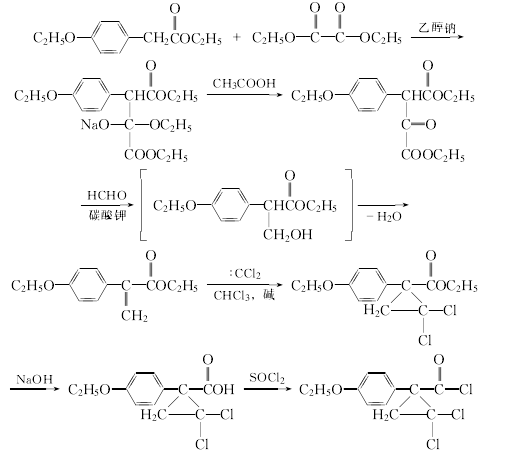 O
O O
C₂H₅O CH₂COC₂H₅ + C₂H₅O OC₂H₅ 乙醇钠
O
C₂H₅O CHCOC₂H₅ CH₃COOH C₂H₅O CHCOC₂H₅
O
NaO—C—OC₂H₅ C=O
COOC₂H₅ COOC₂H₅
HCHO
碳酸钾
O
C₂H₅O CHCOC₂H₅
CH₂OH
−H₂O
O
C₂H₅O C—COC₂H₅ :CCl₂ C₂H₅O C—COC₂H₅
CH₂ CHCl₃，碱 O
H₂C C—Cl
Cl
NaOH O SOCl₂ O
C₂H₅O C—COH C₂H₅O C—C—Cl
H₂C C—Cl H₂C C—Cl
Cl Cl